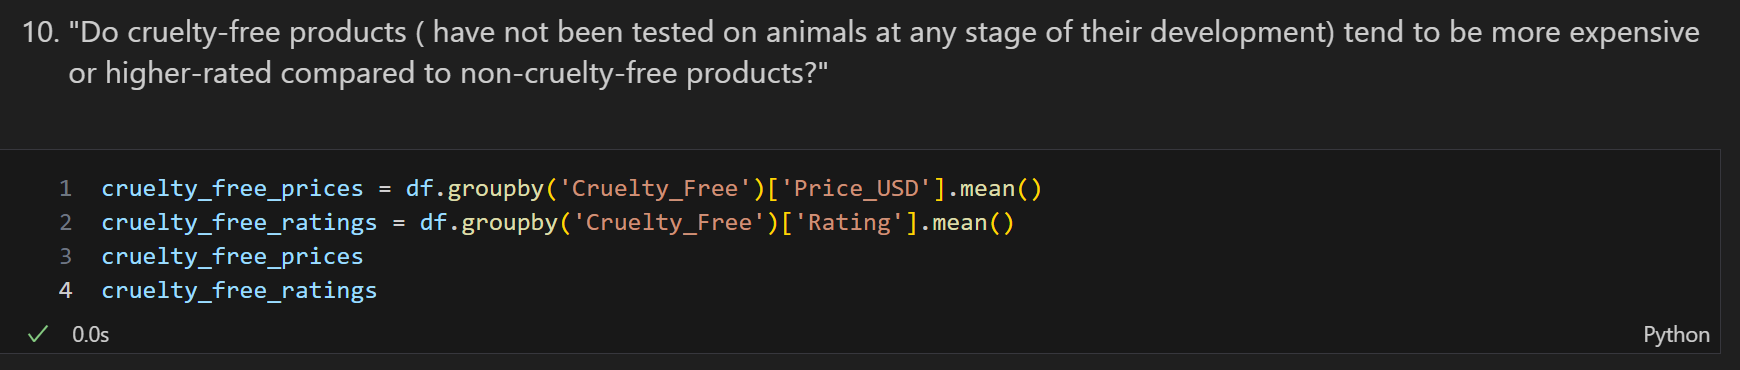 10. "Do cruelty-free products ( have not been tested on animals at any stage of their development) tend to be more expensive
or higher-rated compared to non-cruelty-free products?"
1 cruelty_free_prices = df.groupby('Cruelty_Free')['Price_USD'].mean()
2 cruelty_free_ratings = df.groupby('Cruelty_Free')['Rating'].mean()
3 cruelty_free_prices
4 cruelty_free_ratings
0.0s Python